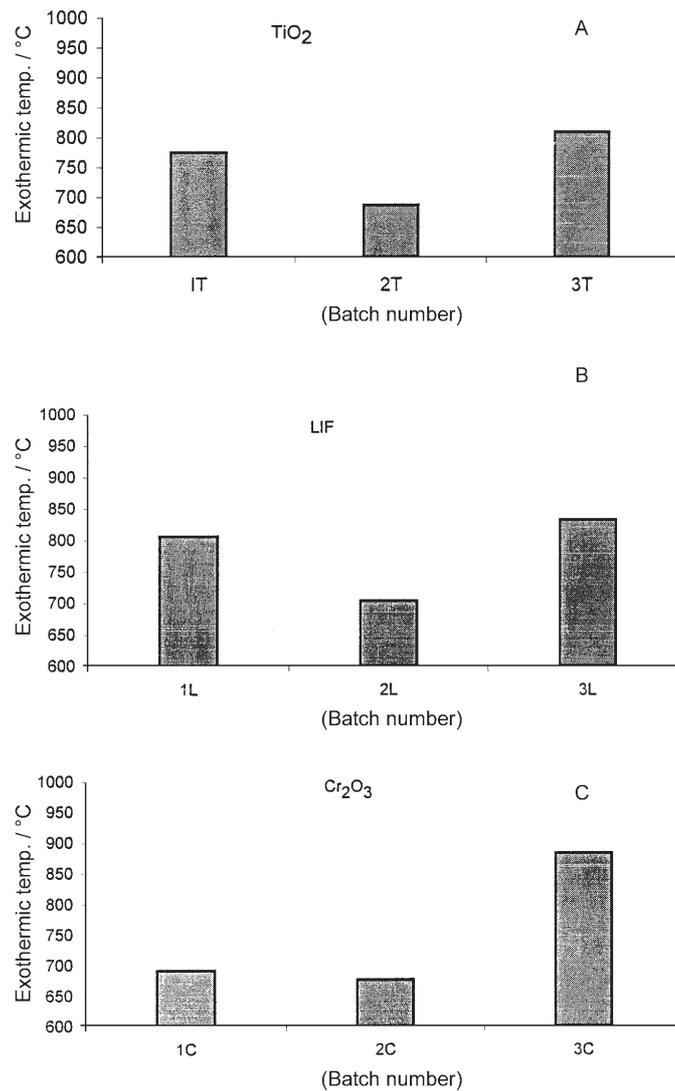 TiO2 A
1000
950
900
850
800
750
700
650
600
Exothermic temp. / °C
IT 2T 3T
(Batch number)
B
LIF
1000
950
900
850
800
750
700
650
600
Exothermic temp. / °C
1L 2L 3L
(Batch number)
Cr2O3 C
1000
950
900
850
800
750
700
650
600
Exothermic temp. / °C
1C 2C 3C
(Batch number)